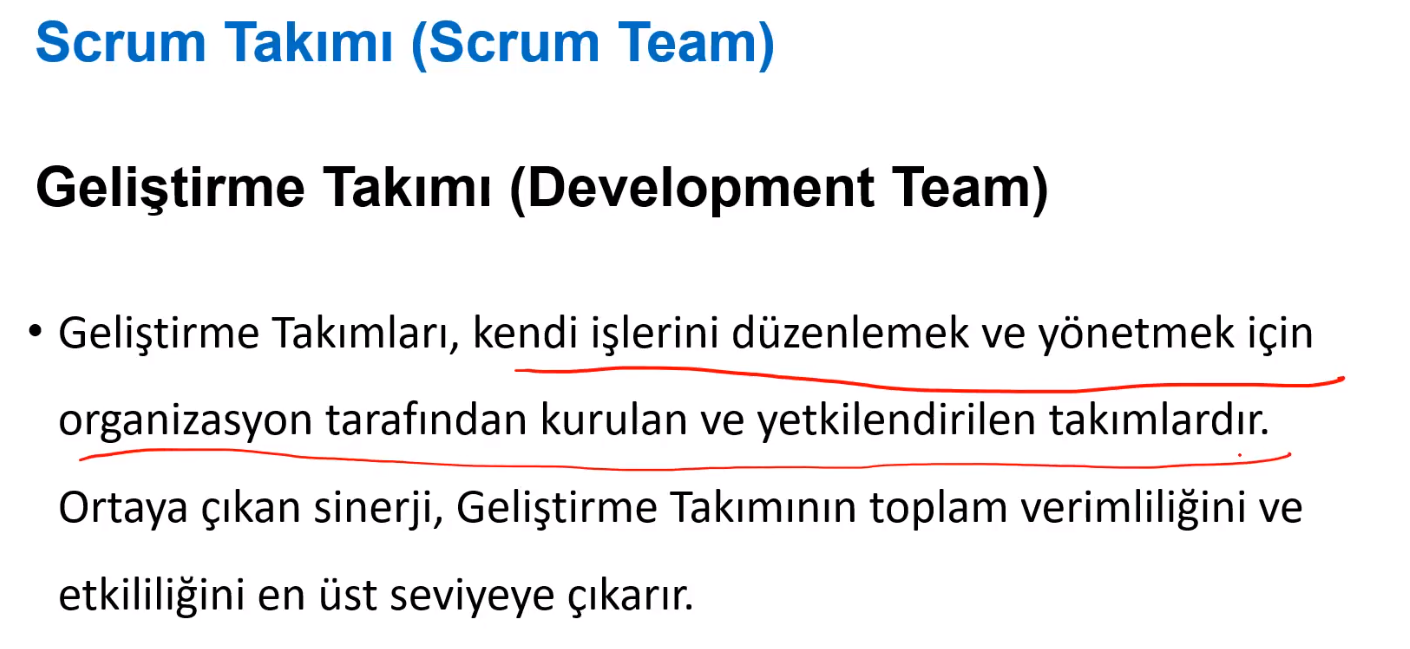 Scrum Takımı (Scrum Team)
Geliştirme Takımı (Development Team)
• Geliştirme Takımları, kendi işlerini düzenlemek ve yönetmek için
organizasyon tarafından kurulan ve yetkilendirilen takımlardır.
Ortaya çıkan sinerji, Geliştirme Takımının toplam verimliliğini ve
etkililiğini en üst seviyeye çıkarır.